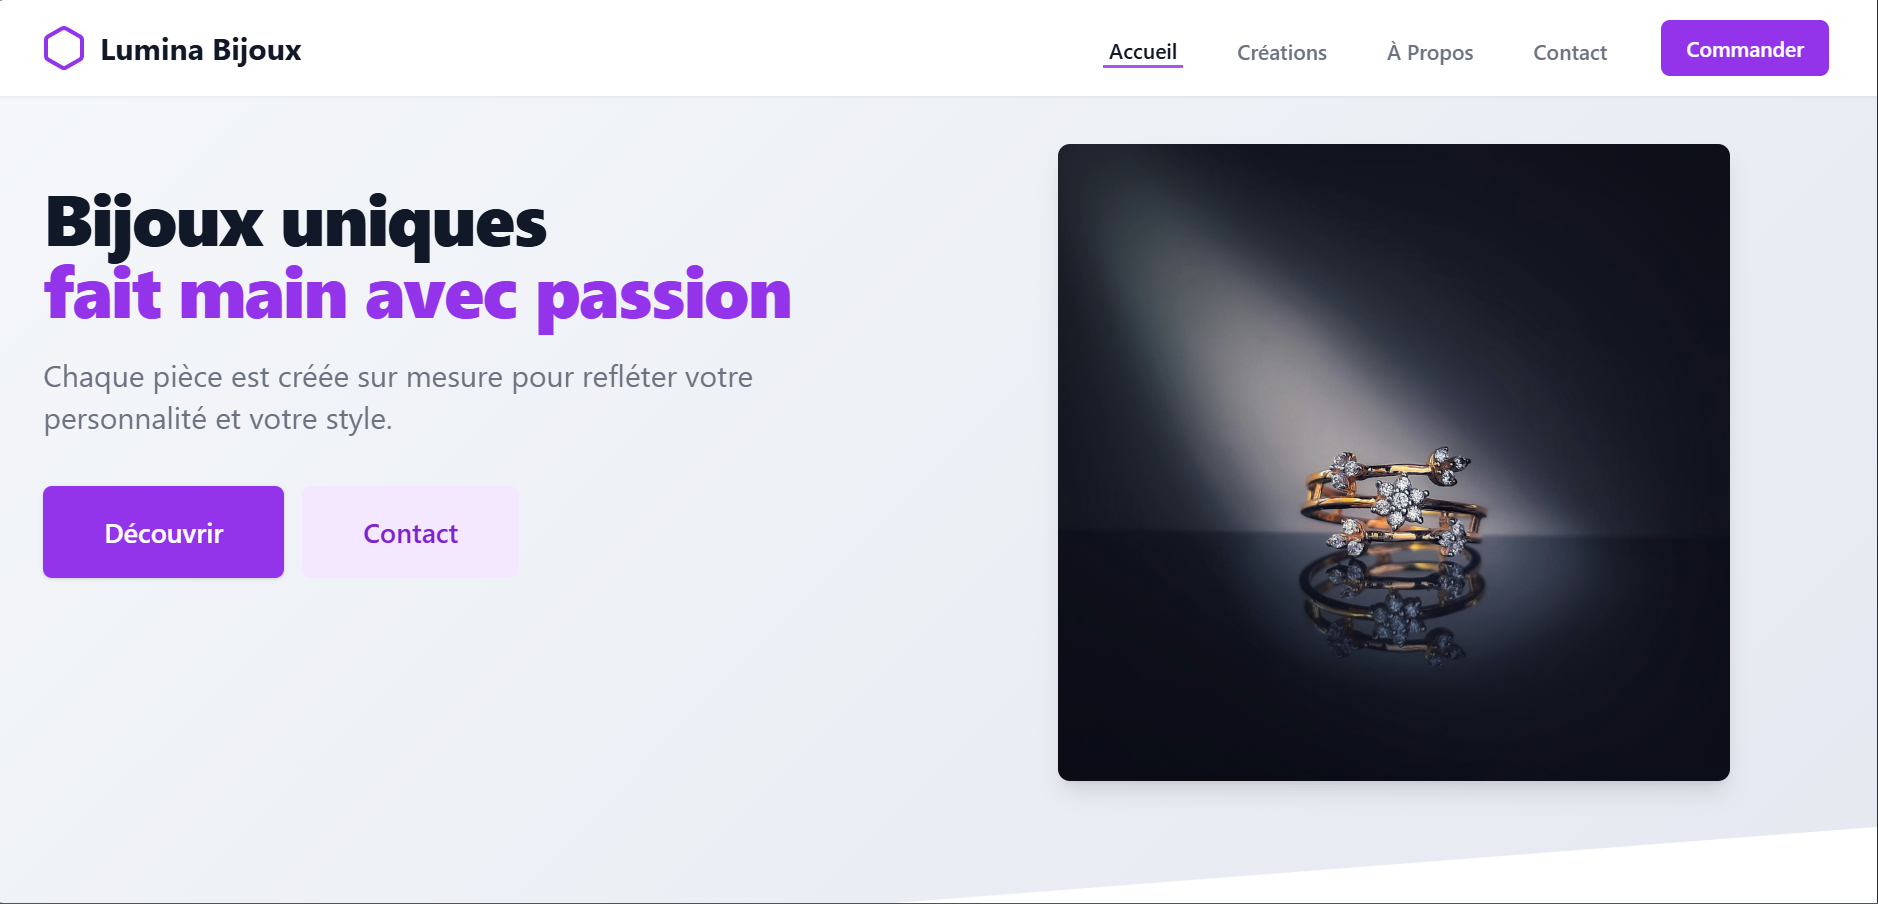 Lumina Bijoux
Accueil
Créations
À Propos
Contact
Commander
Bijoux uniques
fait main avec passion
Chaque pièce est créée sur mesure pour refléter votre
personnalité et votre style.
Découvrir
Contact